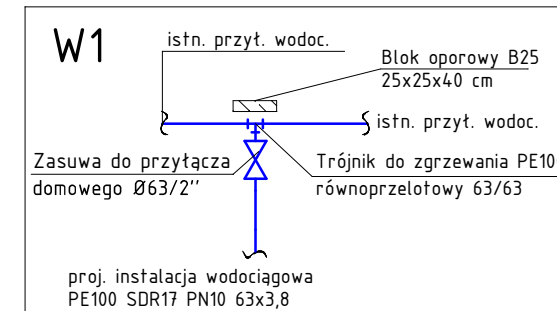 W1
istn. przył. wodoc.
Blok oporowy B25
25x25x40 cm
istn. przył. wodoc.
Zasuwa do przyłącza
domowego Ø63/2''
Trójnik do zgrzewania PE10
równoprzelotowy 63/63
proj. instalacja wodociągowa
PE100 SDR17 PN10 63x3,8